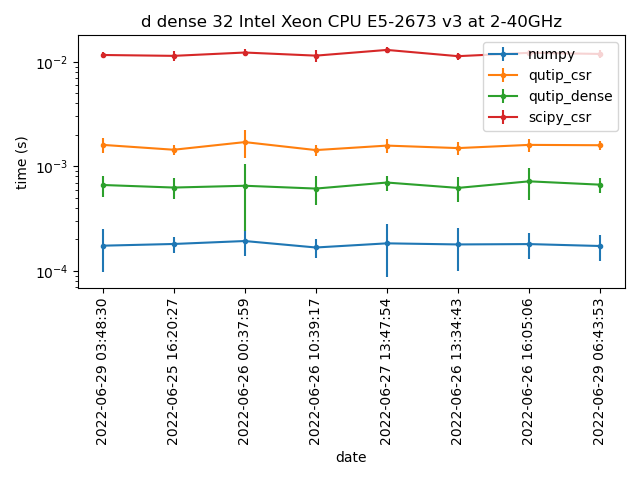 d dense 32 Intel Xeon CPU E5-2673 v3 at 2-40GHz
numpy
qutip_csr
qutip_dense
scipy_csr
time (s)
10⁻²
10⁻³
10⁻⁴
2022-06-29 03:48:30
2022-06-25 16:20:27
2022-06-26 00:37:59
2022-06-26 10:39:17
2022-06-27 13:47:54
2022-06-26 13:34:43
2022-06-26 16:05:06
2022-06-29 06:43:53
date